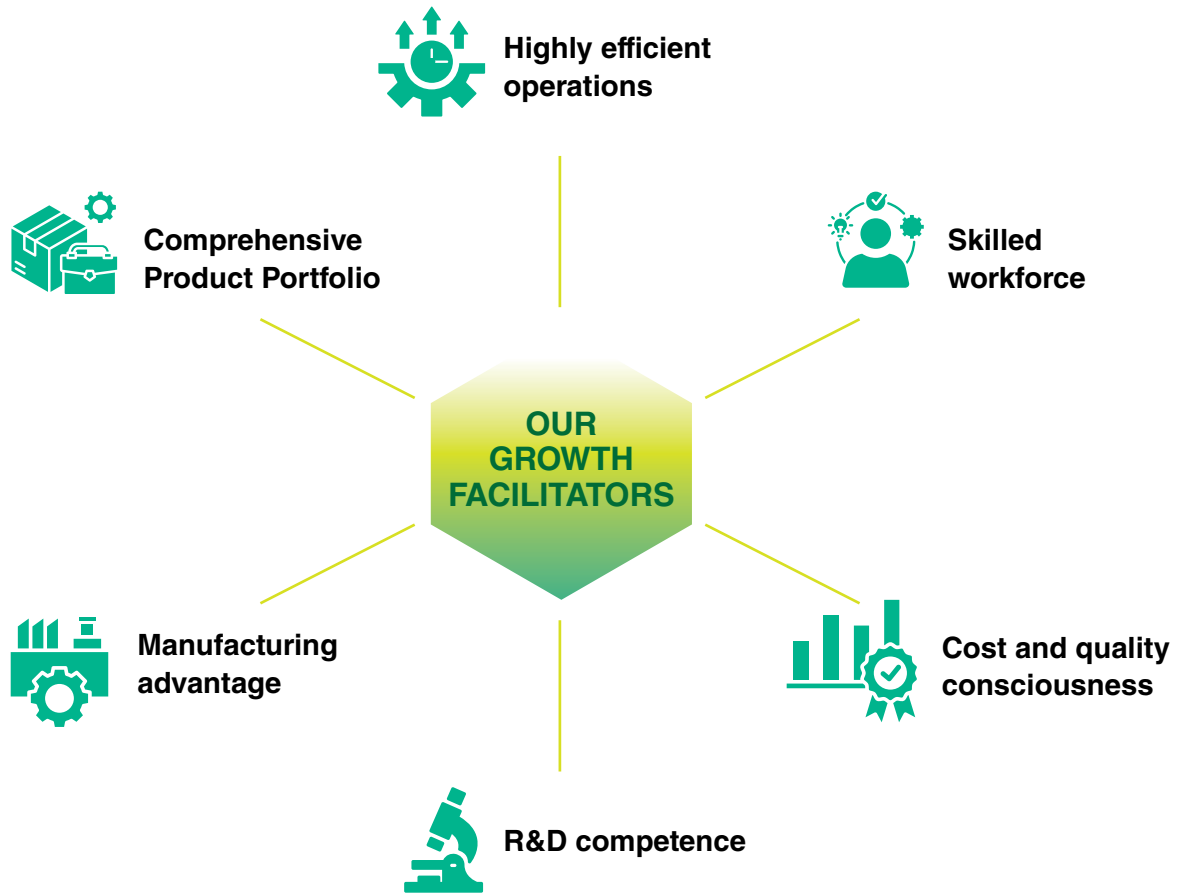 Highly efficient
operations
Comprehensive
Product Portfolio
Skilled
workforce
OUR
GROWTH
FACILITATORS
Manufacturing
advantage
Cost and quality
consciousness
R&D competence